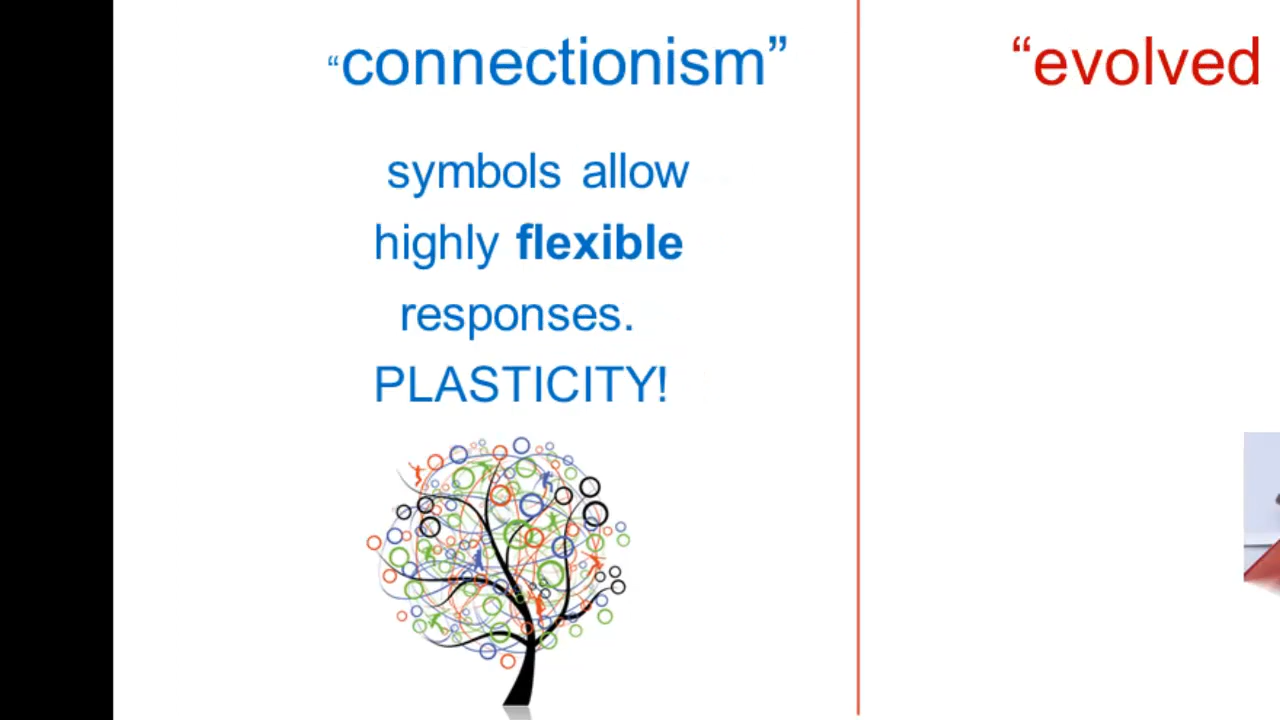 “connectionism”
symbols allow
highly flexible
responses.
PLASTICITY!
“evolved